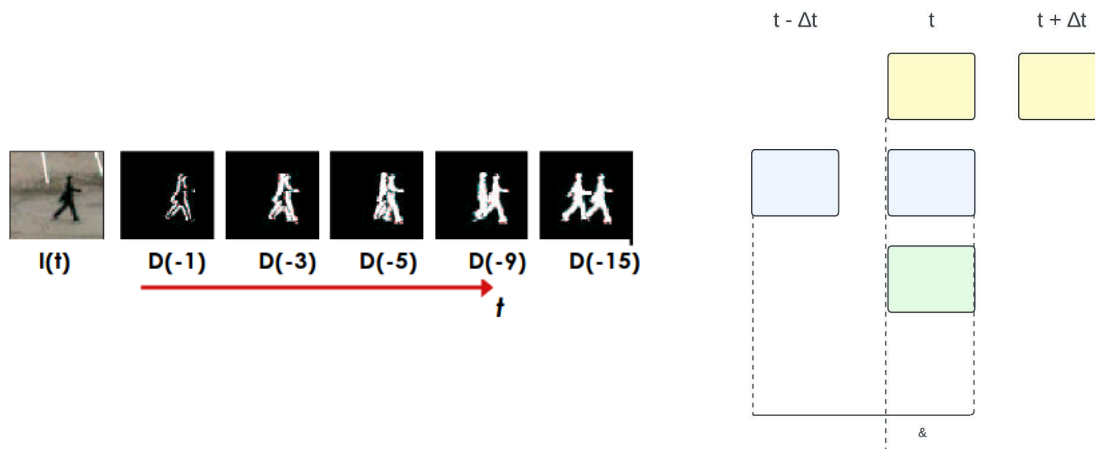 t - Δt t t + Δt
I(t) D(-1) D(-3) D(-5) D(-9) D(-15)
t
&